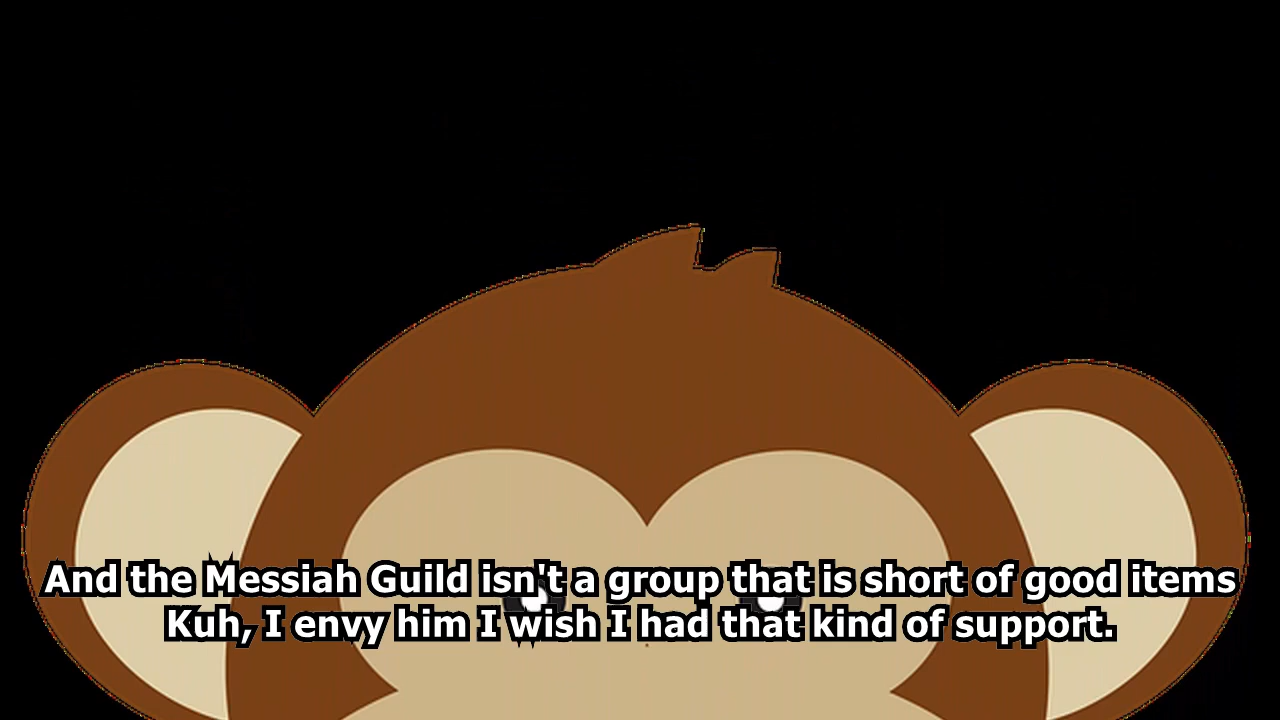 And the Messiah Guild isn't a group that is short of good items
Kuh, I envy him I wish I had that kind of support.